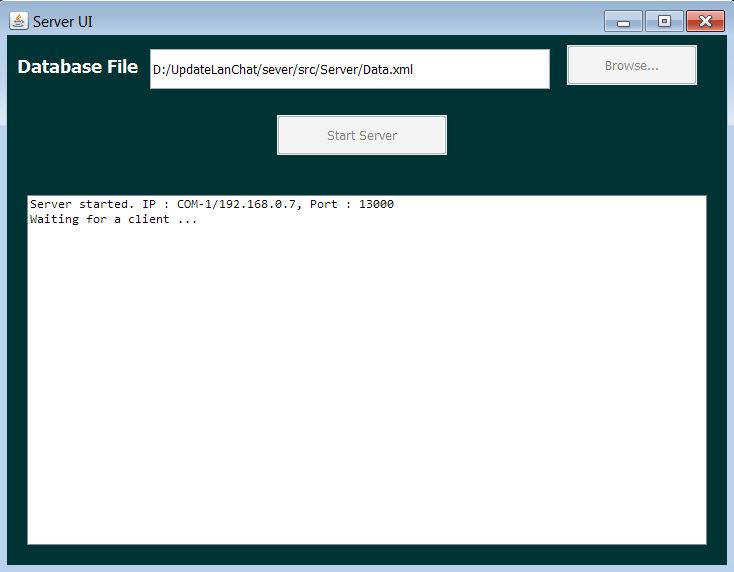 Server UI
Database File D:/UpdateLanChat/sever/src/Server/Data.xml Browse...
Start Server
Server started. IP : COM-1/192.168.0.7, Port : 13000
Waiting for a client ...